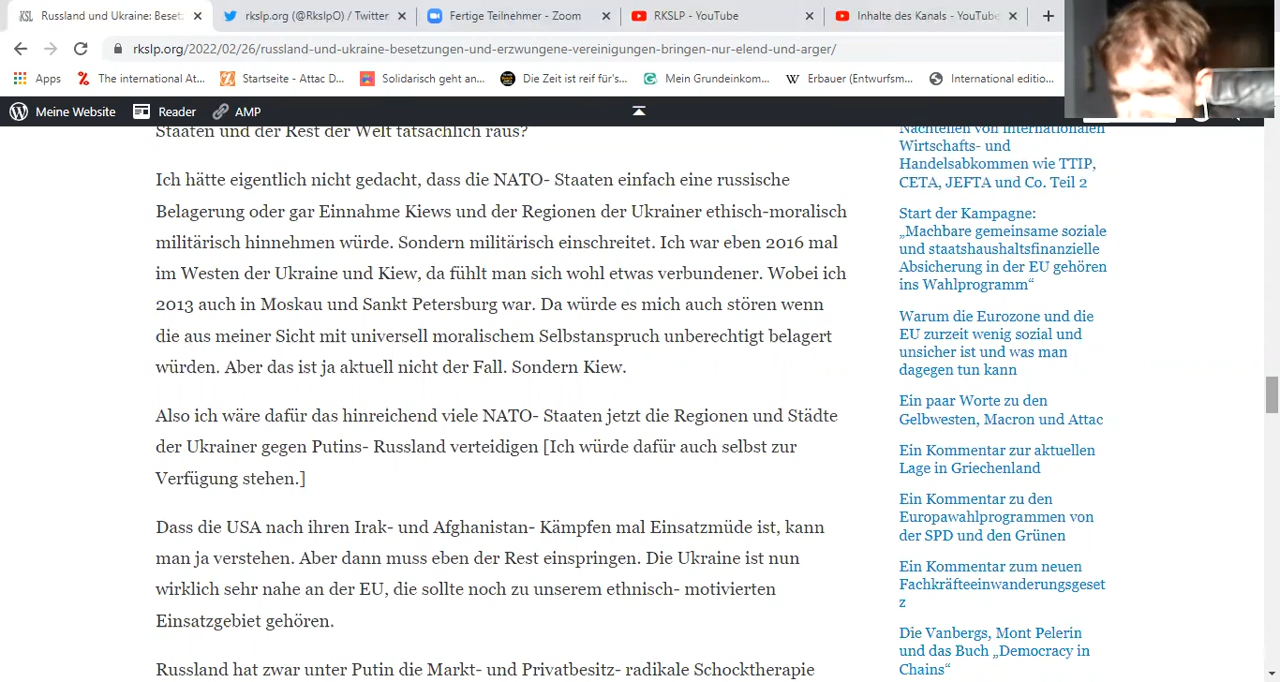 Russland und Ukraine: Beset
rkslp.org (@RkslpO) / Twitter
Fertige Teilnehmer - Zoom
RKSLP - YouTube
Inhalte des Kanals - YouTube
rkslp.org/2022/02/26/russland-und-ukraine-besetzungen-und-erzwungene-vereinigungen-bringen-nur-elend-und-arger/
Apps
The international At...
Startseite - Attac D...
Solidarisch geht an...
Die Zeit ist reif für's...
Mein Grundeinkom...
Erbauer (Entwurfsm...
International editio...
Meine Website
Reader
AMP
Staaten und der Rest der Welt tatsächlich raus?
Ich hätte eigentlich nicht gedacht, dass die NATO- Staaten einfach eine russische
Belagerung oder gar Einnahme Kiews und der Regionen der Ukrainer ethisch-moralisch
militärisch hinnehmen würde. Sondern militärisch einschreitet. Ich war eben 2016 mal
im Westen der Ukraine und Kiew, da fühlt man sich wohl etwas verbundener. Wobei ich
2013 auch in Moskau und Sankt Petersburg war. Da würde es mich auch stören wenn
die aus meiner Sicht mit universell moralischem Selbstanspruch unberechtigt belagert
würden. Aber das ist ja aktuell nicht der Fall. Sondern Kiew.
Also ich wäre dafür das hinreichend viele NATO- Staaten jetzt die Regionen und Städte
der Ukrainer gegen Putins- Russland verteidigen [Ich würde dafür auch selbst zur
Verfügung stehen.]
Dass die USA nach ihren Irak- und Afghanistan- Kämpfen mal Einsatzmüde ist, kann
man ja verstehen. Aber dann muss eben der Rest einspringen. Die Ukraine ist nun
wirklich sehr nahe an der EU, die sollte noch zu unserem ethnisch- motivierten
Einsatzgebiet gehören.
Russland hat zwar unter Putin die Markt- und Privatbesitz- radikale Schocktherapie
Nachteilen von internationalen
Wirtschafts- und
Handelsabkommen wie TTIP,
CETA, JEFTA und Co. Teil 2
Start der Kampagne:
„Machbare gemeinsame soziale
und staatshaushaltsfinanzielle
Absicherung in der EU gehören
ins Wahlprogramm“
Warum die Eurozone und die
EU zurzeit wenig sozial und
unsicher ist und was man
dagegen tun kann
Ein paar Worte zu den
Gelbwesten, Macron und Attac
Ein Kommentar zur aktuellen
Lage in Griechenland
Ein Kommentar zu den
Europawahlprogrammen von
der SPD und den Grünen
Ein Kommentar zum neuen
Fachkräfteeinwanderungsgeset
z
Die Vanbergs, Mont Pelerin
und das Buch „Democracy in
Chains“